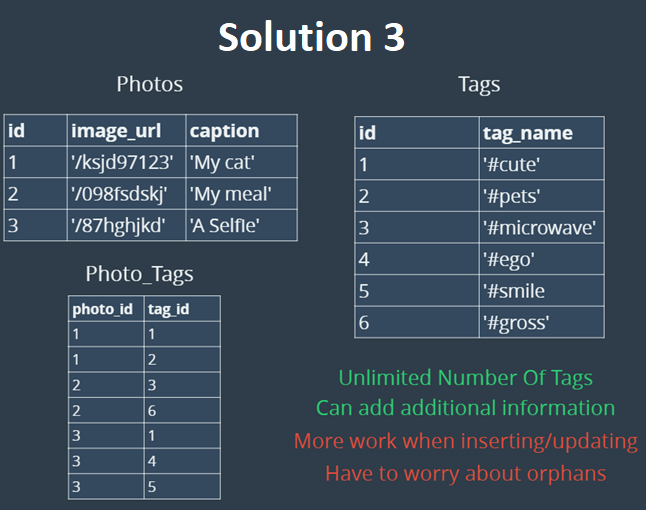 Solution 3
Photos
id image_url caption
1 '/ksjd97123' 'My cat'
2 '/098fsdskj' 'My meal'
3 '/87hghjkd' 'A Selfie'
Photo_Tags
photo_id tag_id
1 1
1 2
2 3
2 6
3 1
3 4
3 5
Tags
id tag_name
1 '#cute'
2 '#pets'
3 '#microwave'
4 '#ego'
5 '#smile
6 '#gross'
Unlimited Number Of Tags
Can add additional information
More work when inserting/updating
Have to worry about orphans